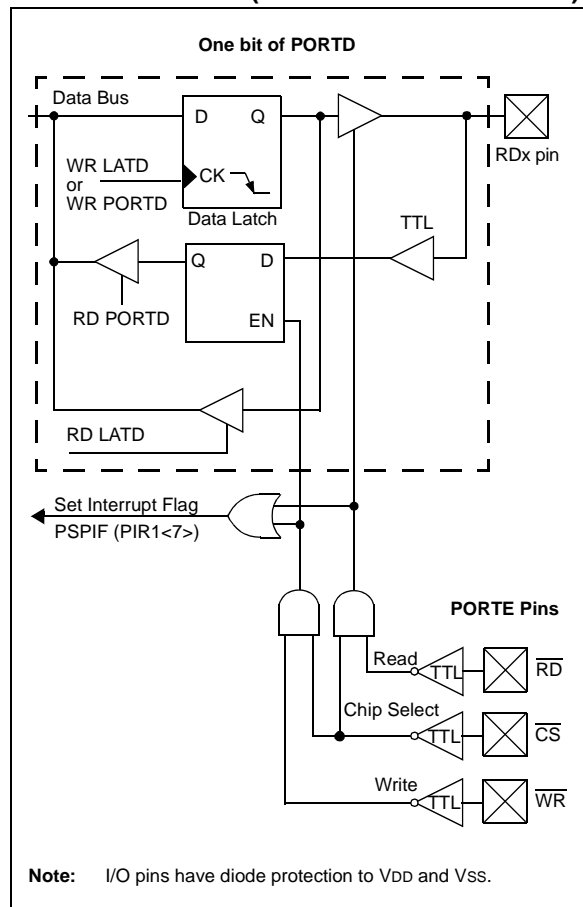 One bit of PORTD
Data Bus
D Q
RDx pin
WR LATD
or
WR PORTD
CK
Data Latch
TTL
Q D
RD PORTD
EN
RD LATD
Set Interrupt Flag
PSPIF (PIR1<7>)
PORTE Pins
Read
TTL
RD
Chip Select
TTL
CS
Write
TTL
WR
Note: I/O pins have diode protection to VDD and VSS.